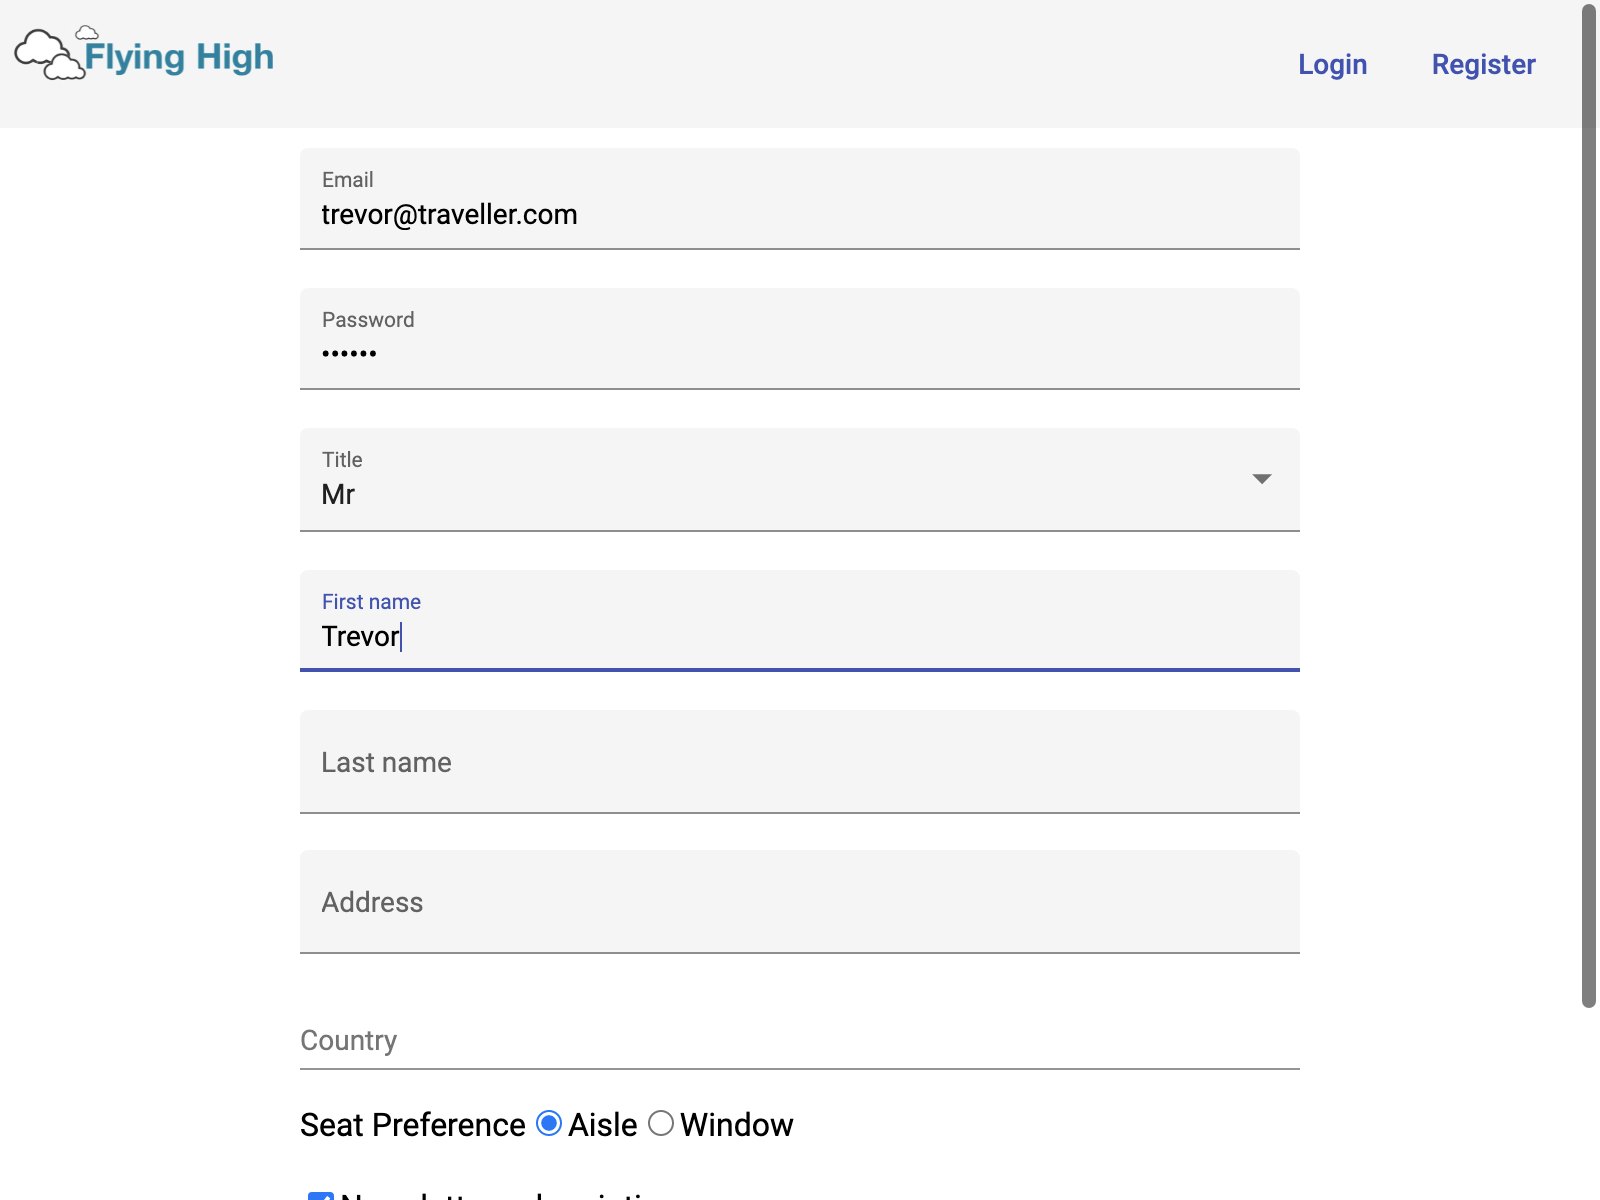 Flying High
Login
Register
Email
trevor@traveller.com
Password
••••••
Title
Mr
First name
Trevor
Last name
Address
Country
Seat Preference Aisle Window